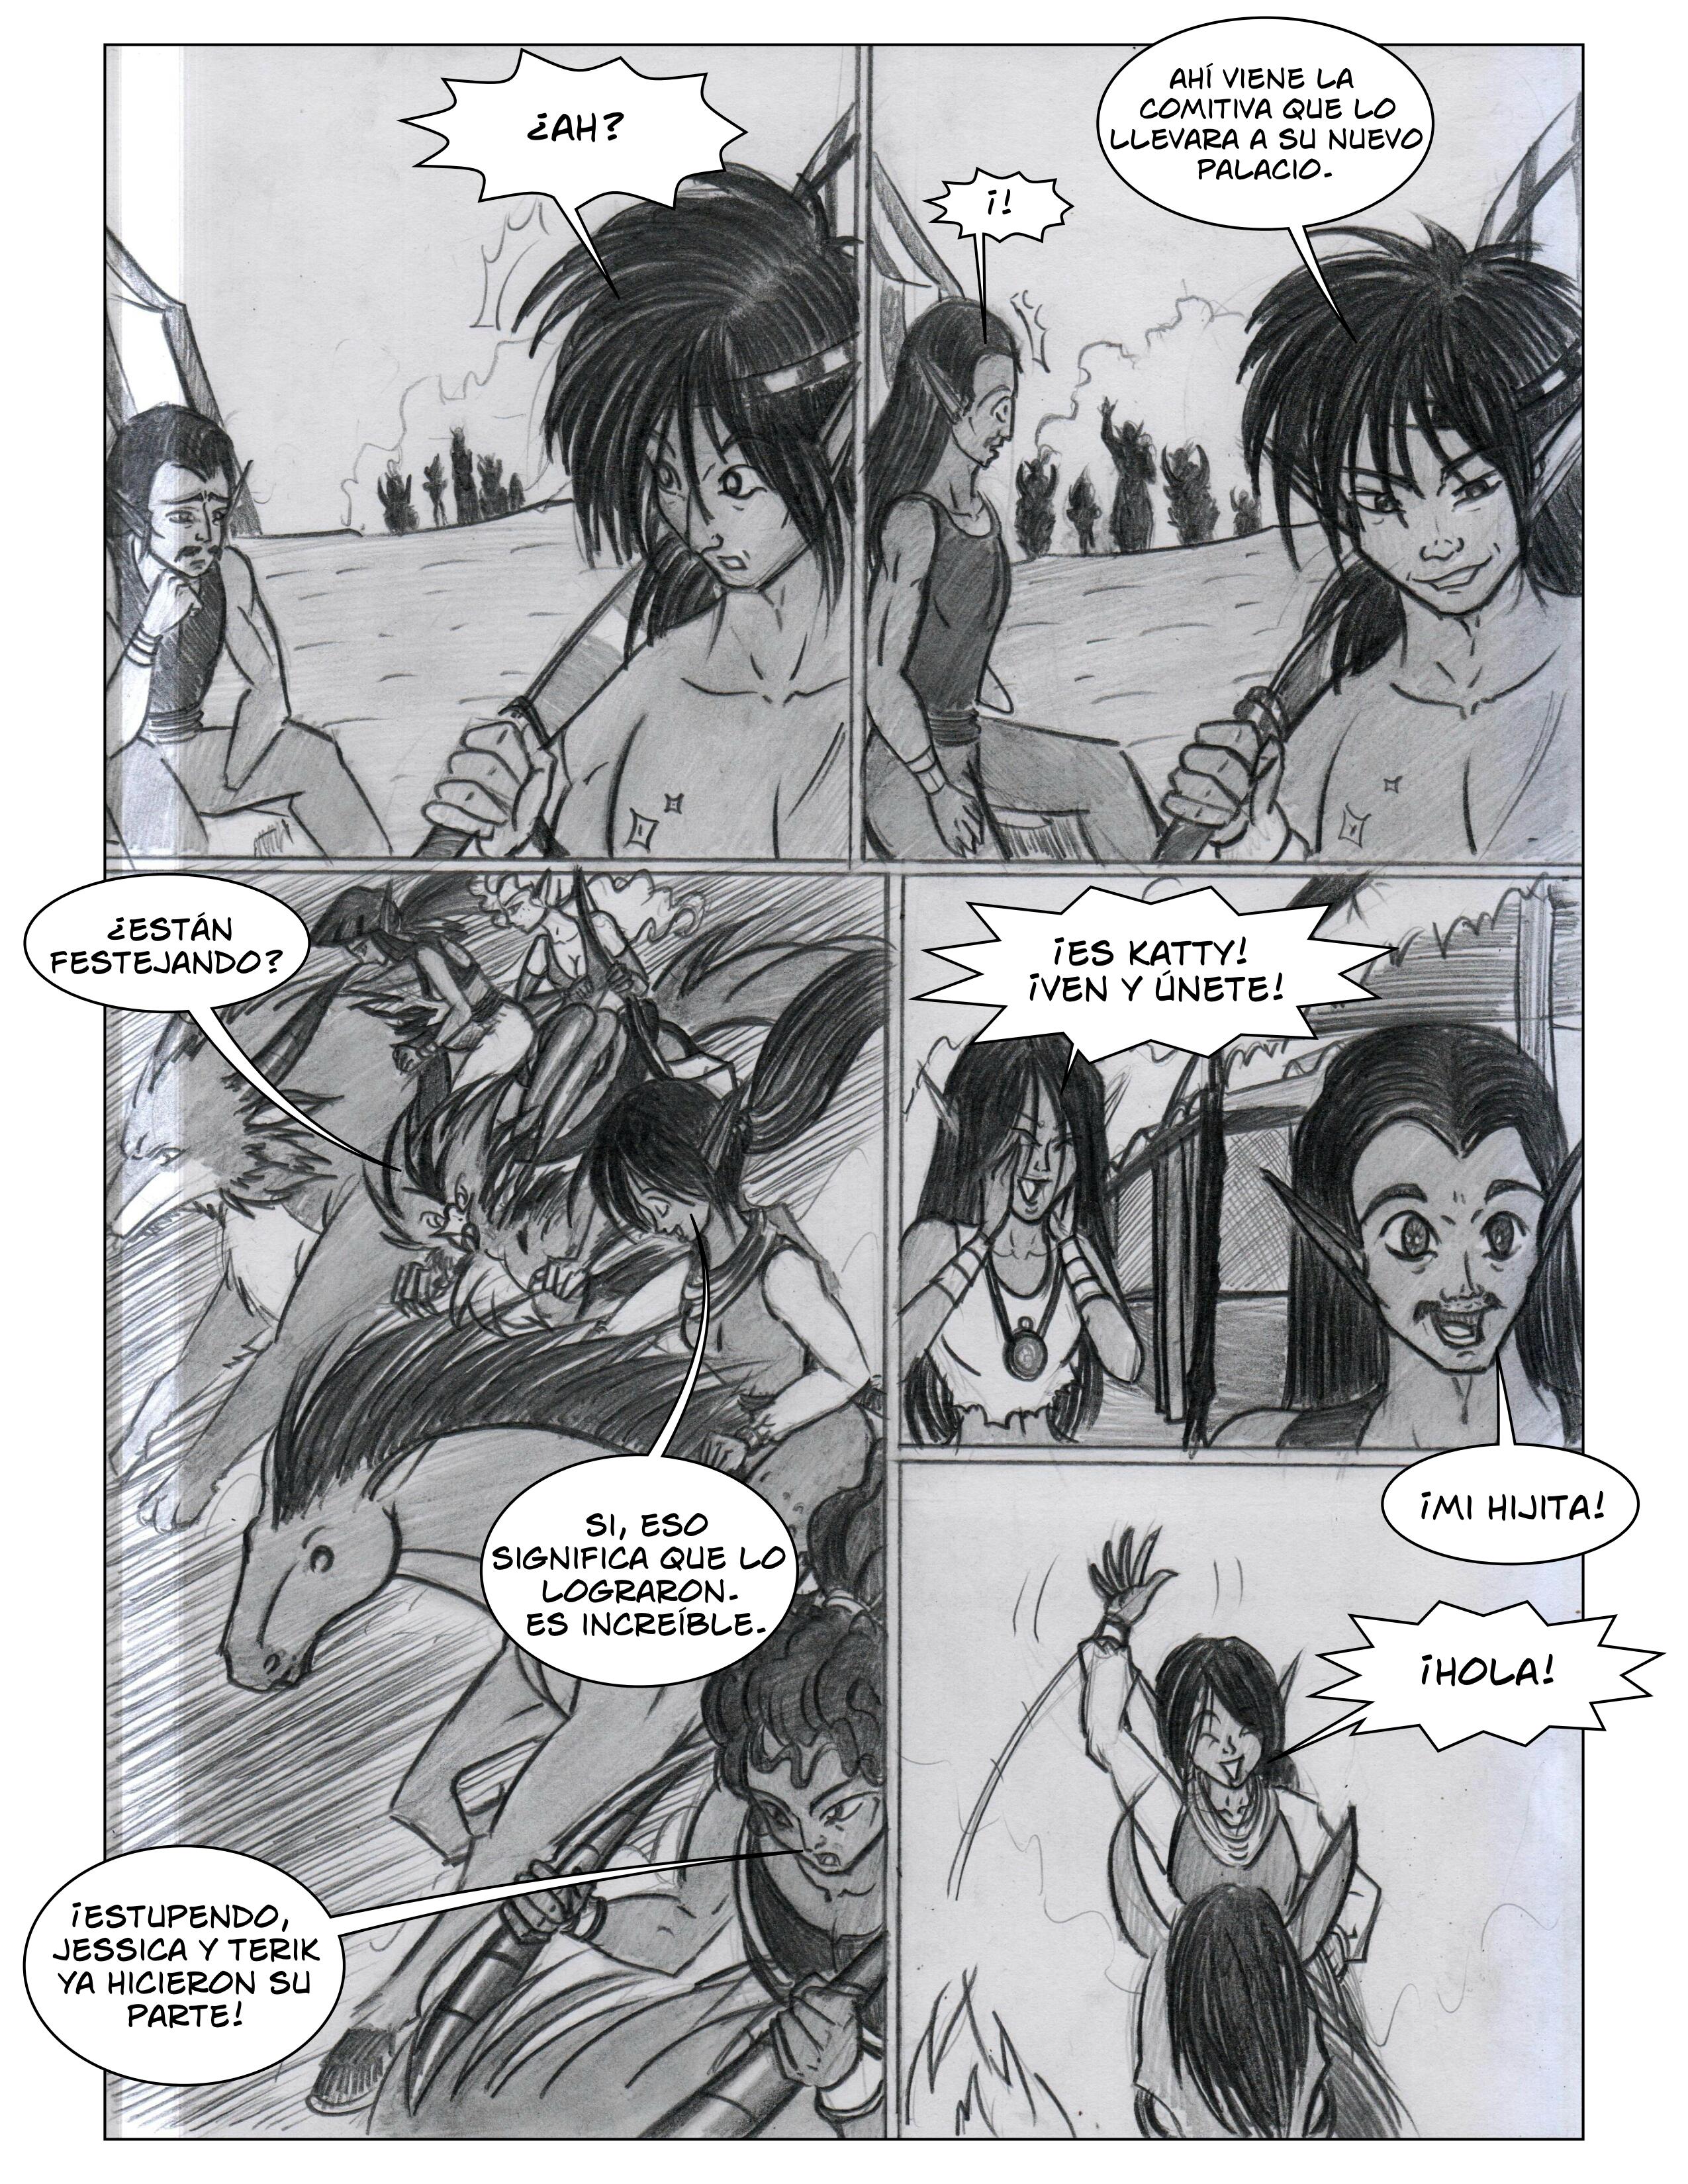 ¿AH?
AHÍ VIENE LA
COMITIVA QUE LO
LLEVARA A SU NUEVO
PALACIO.
¡!
¿ESTÁN
FESTEJANDO?
SI, ESO
SIGNIFICA QUE LO
LOGRARON.
ES INCREÍBLE.
¡ESTUPENDO,
JESSICA Y TERIK
YA HICIERON SU
PARTE!
¡ES KATTY!
¡VEN Y ÚNETE!
¡MI HIJITA!
¡HOLA!